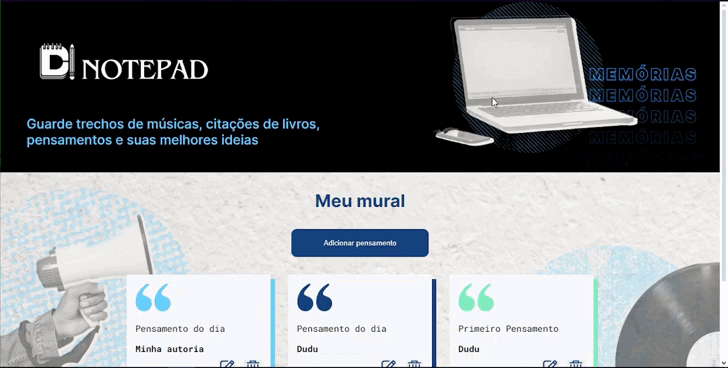 D NOTEPAD
MEMÓRIAS
MEMÓRIAS
MEMÓRIAS
MEMÓRIAS
Guarde trechos de músicas, citações de livros,
pensamentos e suas melhores ideias
Meu mural
Adicionar pensamento
Pensamento do dia
Minha autoria
Pensamento do dia
Dudu
Primeiro Pensamento
Dudu